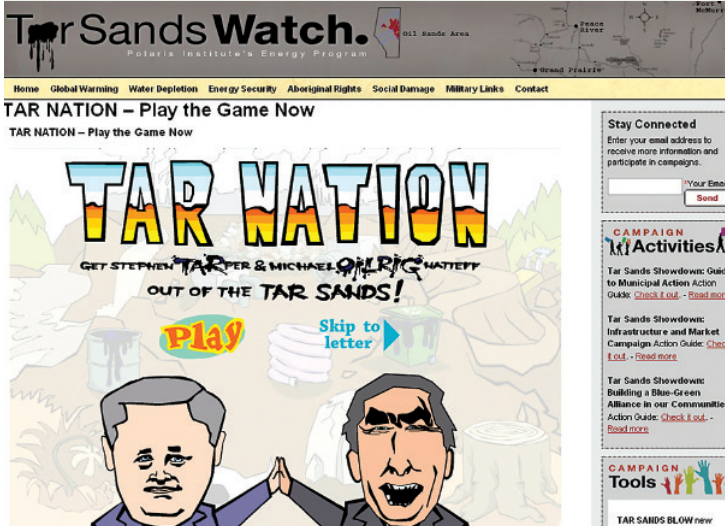 Tar Sands Watch.
Polaris Institute's Energy Program
Oil Sands Area
Peace
River
Grand Prairie
Fort
McMurr
Home Global Warming Water Depletion Energy Security Aboriginal Rights Social Damage Military Links Contact
TAR NATION – Play the Game Now
TAR NATION – Play the Game Now
TAR NATION
GET STEPHEN TARPER & MICHAEL OILRIG NATIEFF
OUT OF THE TAR SANDS!
Play
Skip to
letter
Stay Connected
Enter your email address to
receive more information and
participate in campaigns.
*Your Emai
Send
CAMPAIGN
Activities
Tar Sands Showdown: Guid
to Municipal Action Action
Guide: Check it out. - Read mor
Tar Sands Showdown:
Infrastructure and Market
Campaign Action Guide: Chec
it out. - Read more
Tar Sands Showdown:
Building a Blue-Green
Alliance in our Communitie
Action Guide: Check it out. -
Read more
CAMPAIGN
Tools
TAR SANDS BLOW new